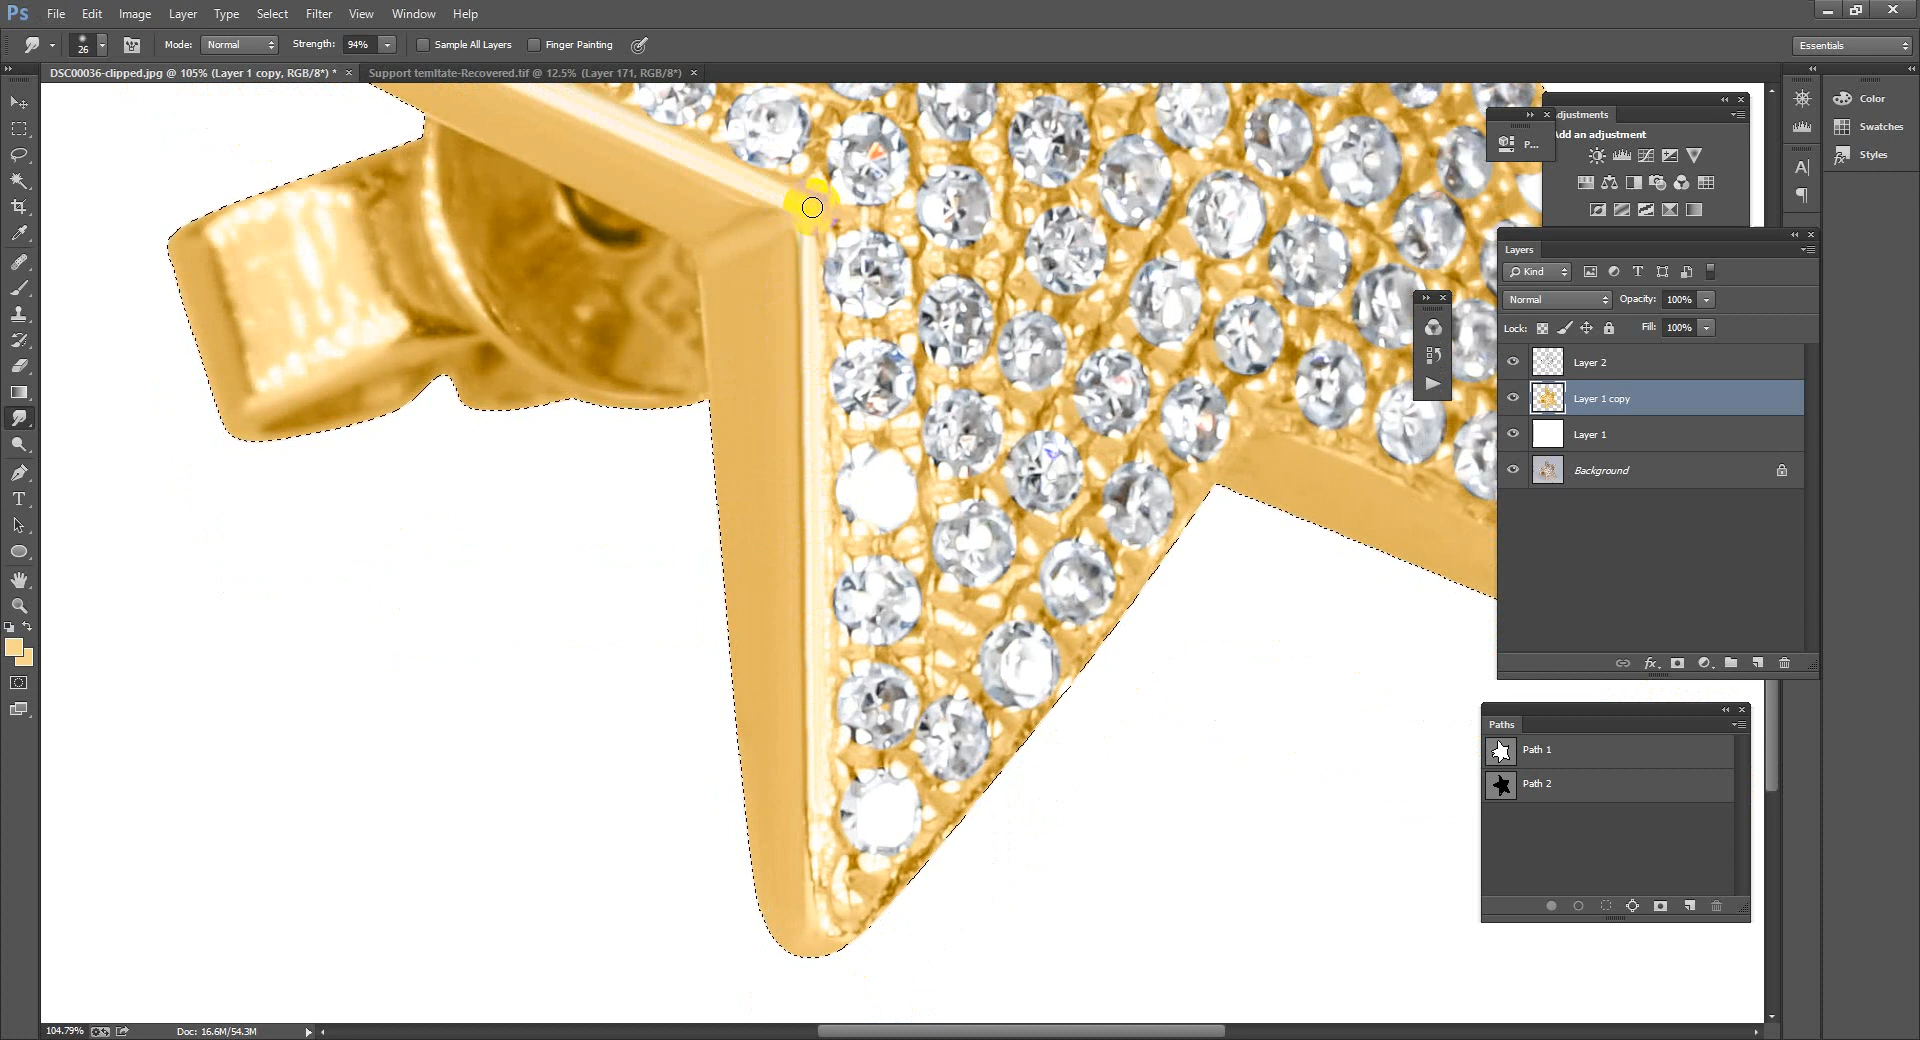 Ps File Edit Image Layer Type Select Filter View Window Help
26 Mode: Normal Strength: 94% Sample All Layers Finger Painting Essentials
DSC00036-clipped.jpg @ 105% (Layer 1 copy, RGB/8*) * × Support temltate-Recovered.tif @ 12.5% (Layer 171, RGB/8*) ×
Color
Swatches
Styles
djustments
Add an adjustment
P...
Layers
Kind
Normal Opacity: 100%
Lock: Fill: 100%
Layer 2
Layer 1 copy
Layer 1
Background
fx
Paths
Path 1
Path 2
104.79% Doc: 16.6M/54.3M